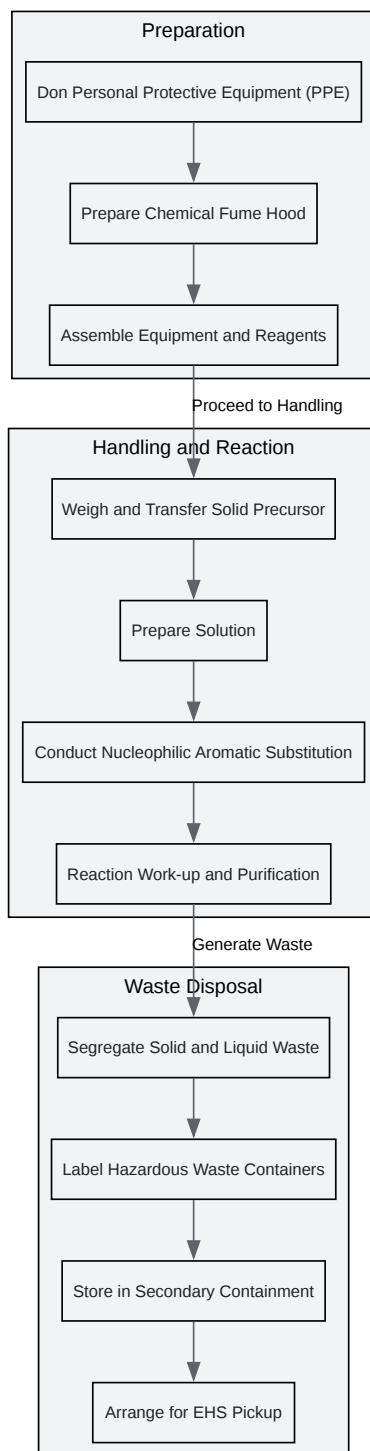 Preparation
Don Personal Protective Equipment (PPE)
Prepare Chemical Fume Hood
Assemble Equipment and Reagents
Proceed to Handling
Handling and Reaction
Weigh and Transfer Solid Precursor
Prepare Solution
Conduct Nucleophilic Aromatic Substitution
Reaction Work-up and Purification
Generate Waste
Waste Disposal
Segregate Solid and Liquid Waste
Label Hazardous Waste Containers
Store in Secondary Containment
Arrange for EHS Pickup